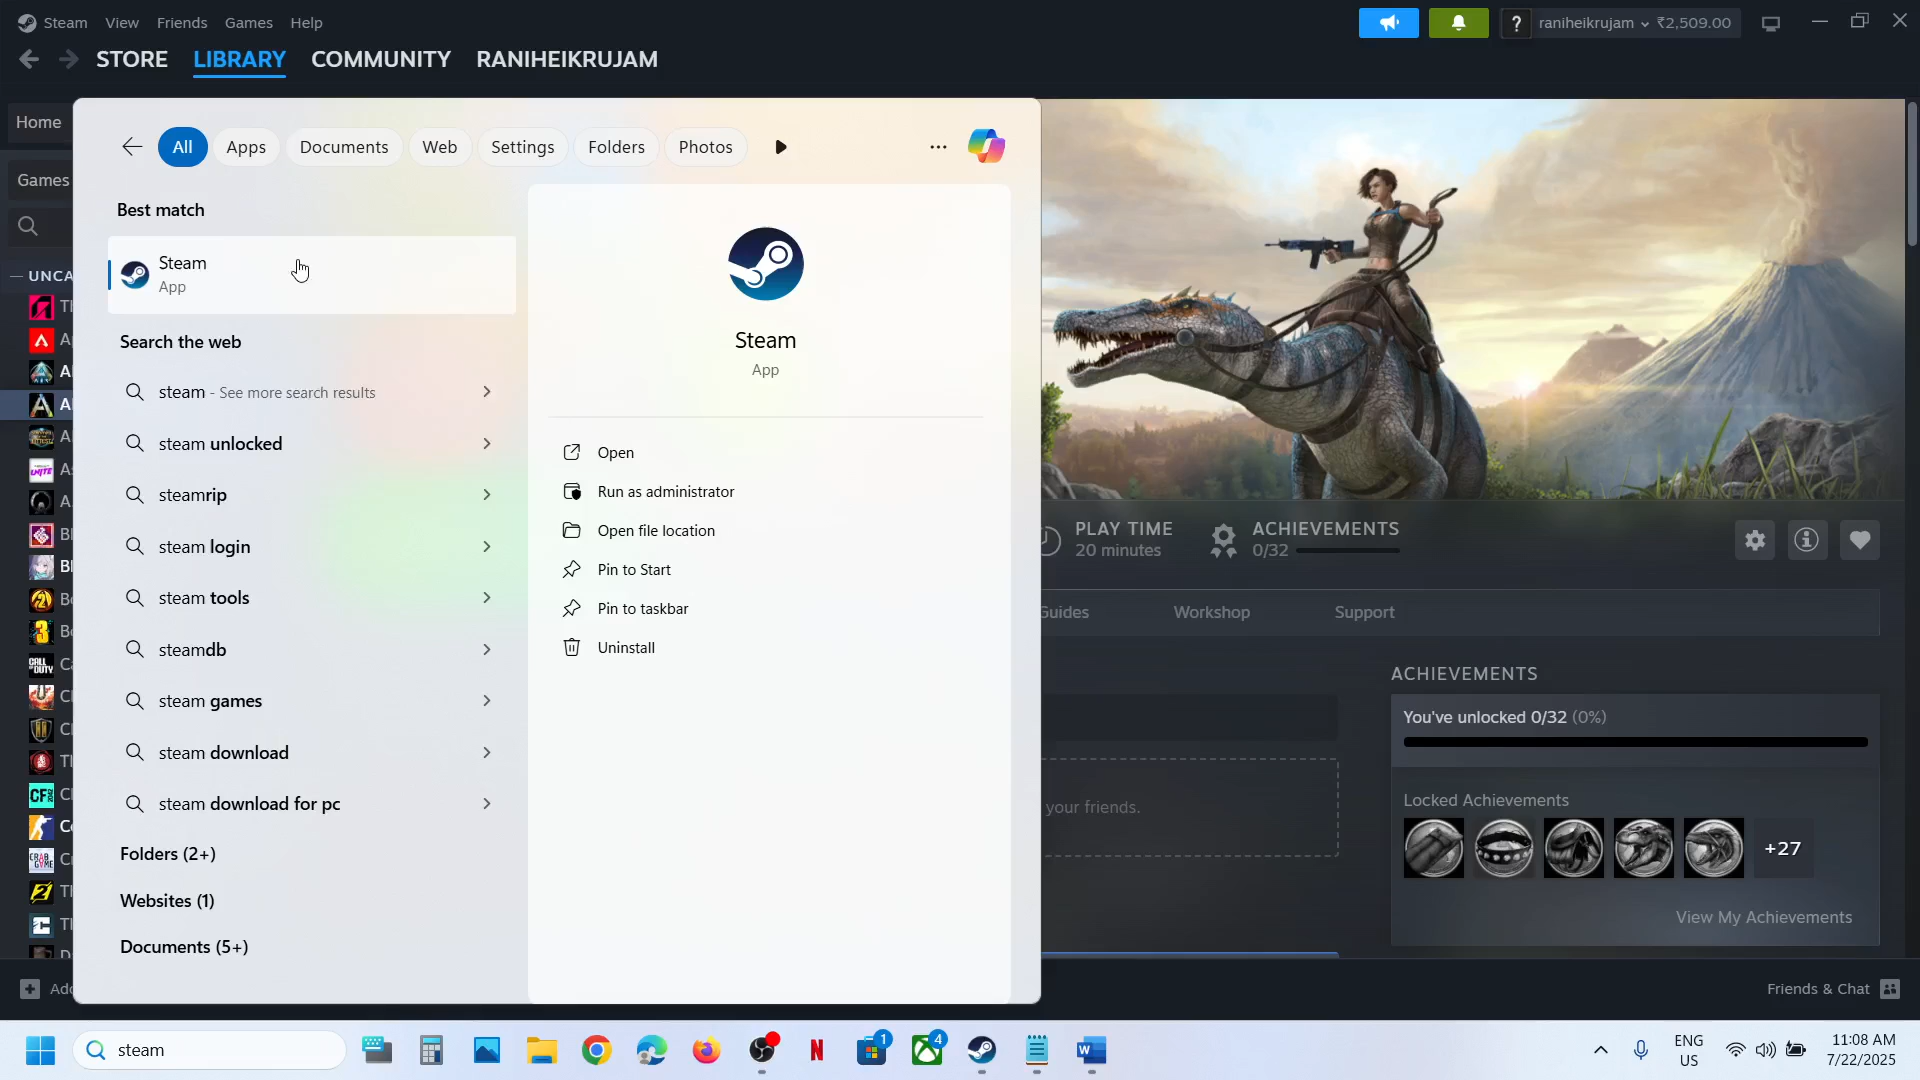 Steam View Friends Games Help
? raniheikrujam ₹2,509.00
STORE LIBRARY COMMUNITY RANIHEIKRUJAM
Home
All Apps Documents Web Settings Folders Photos
Games
Best match
Steam
App
UNCA
Steam
App
Search the web
steam - See more search results
steam unlocked
steamrip
steam login
steam tools
steamdb
steam games
steam download
steam download for pc
Folders (2+)
Websites (1)
Documents (5+)
Open
Run as administrator
Open file location
Pin to Start
Pin to taskbar
Uninstall
PLAY TIME
20 minutes
ACHIEVEMENTS
0/32
Guides Workshop Support
your friends.
ACHIEVEMENTS
You've unlocked 0/32 (0%)
Locked Achievements
+27
View My Achievements
Friends & Chat
steam
1
4
ENG
US
11:08 AM
7/22/2025